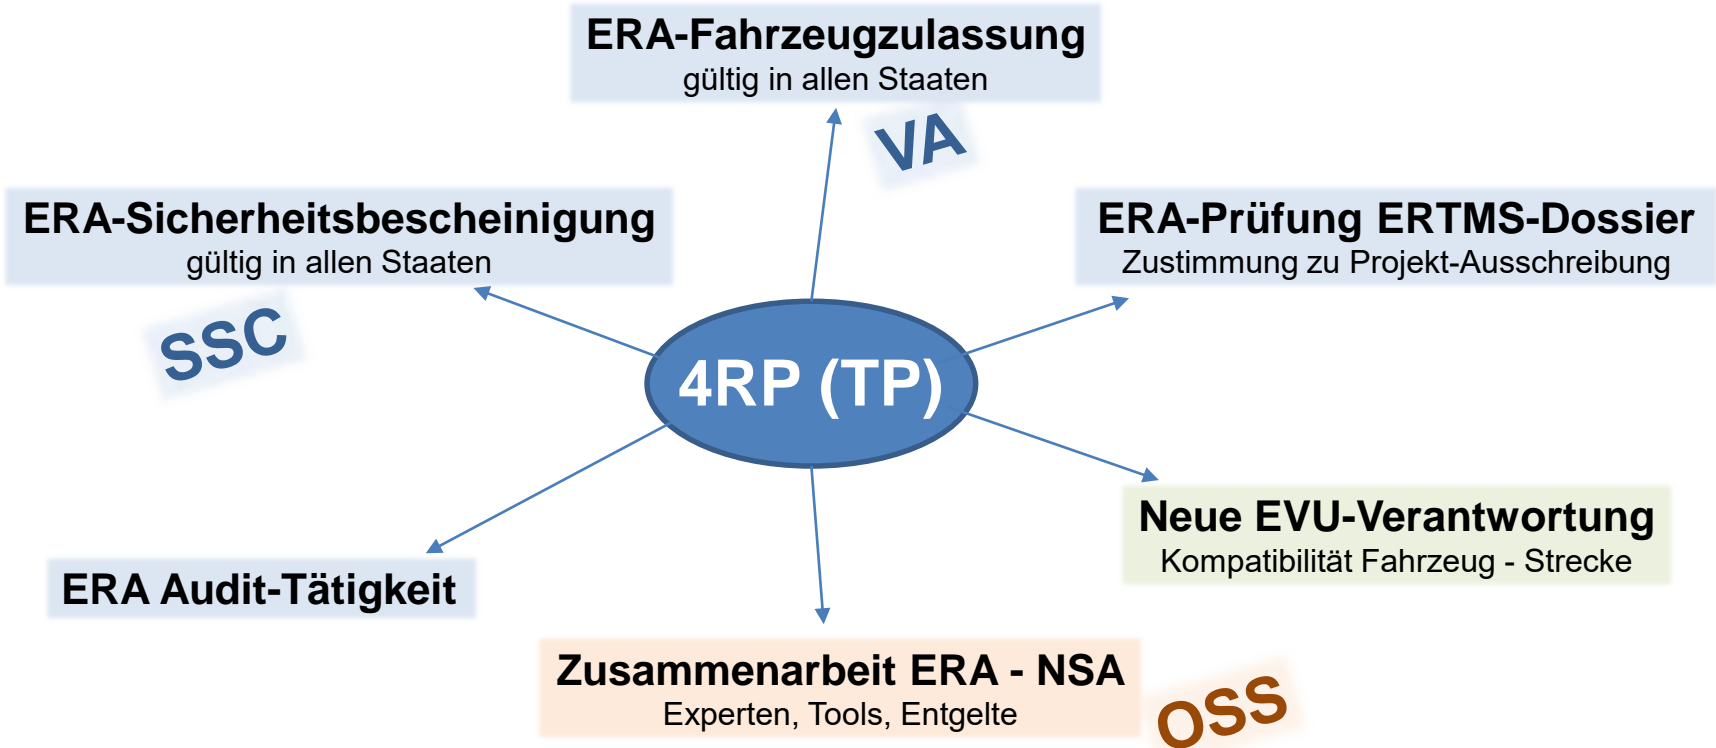 ERA-Fahrzeugzulassung
gültig in allen Staaten
VA
ERA-Sicherheitsbescheinigung
gültig in allen Staaten
SSC
ERA-Prüfung ERTMS-Dossier
Zustimmung zu Projekt-Ausschreibung
4RP (TP)
Neue EVU-Verantwortung
Kompatibilität Fahrzeug - Strecke
ERA Audit-Tätigkeit
Zusammenarbeit ERA - NSA
Experten, Tools, Entgelte
OSS